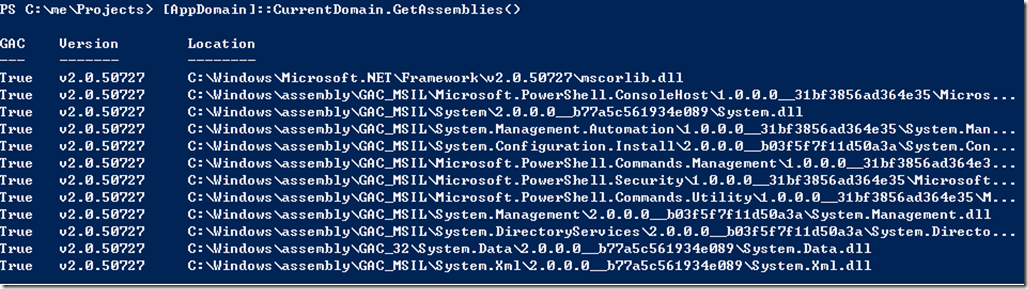 PS C:\me\Projects> [AppDomain]::CurrentDomain.GetAssemblies()
GAC    Version        Location
---    -------        --------
True   v2.0.50727     C:\Windows\Microsoft.NET\Framework\v2.0.50727\mscorlib.dll
True   v2.0.50727     C:\Windows\assembly\GAC_MSIL\Microsoft.PowerShell.ConsoleHost\1.0.0.0__31bf3856ad364e35\Micros...
True   v2.0.50727     C:\Windows\assembly\GAC_MSIL\System\2.0.0.0__b77a5c561934e089\System.dll
True   v2.0.50727     C:\Windows\assembly\GAC_MSIL\System.Management.Automation\1.0.0.0__31bf3856ad364e35\System.Man...
True   v2.0.50727     C:\Windows\assembly\GAC_MSIL\System.Configuration.Install\2.0.0.0__b03f5f7f11d50a3a\System.Con...
True   v2.0.50727     C:\Windows\assembly\GAC_MSIL\Microsoft.PowerShell.Commands.Management\1.0.0.0__31bf3856ad364e3...
True   v2.0.50727     C:\Windows\assembly\GAC_MSIL\Microsoft.PowerShell.Security\1.0.0.0__31bf3856ad364e35\Microsoft...
True   v2.0.50727     C:\Windows\assembly\GAC_MSIL\Microsoft.PowerShell.Commands.Utility\1.0.0.0__31bf3856ad364e35\M...
True   v2.0.50727     C:\Windows\assembly\GAC_MSIL\System.Management\2.0.0.0__b03f5f7f11d50a3a\System.Management.dll
True   v2.0.50727     C:\Windows\assembly\GAC_MSIL\System.DirectoryServices\2.0.0.0__b03f5f7f11d50a3a\System.Directo...
True   v2.0.50727     C:\Windows\assembly\GAC_32\System.Data\2.0.0.0__b77a5c561934e089\System.Data.dll
True   v2.0.50727     C:\Windows\assembly\GAC_MSIL\System.Xml\2.0.0.0__b77a5c561934e089\System.Xml.dll